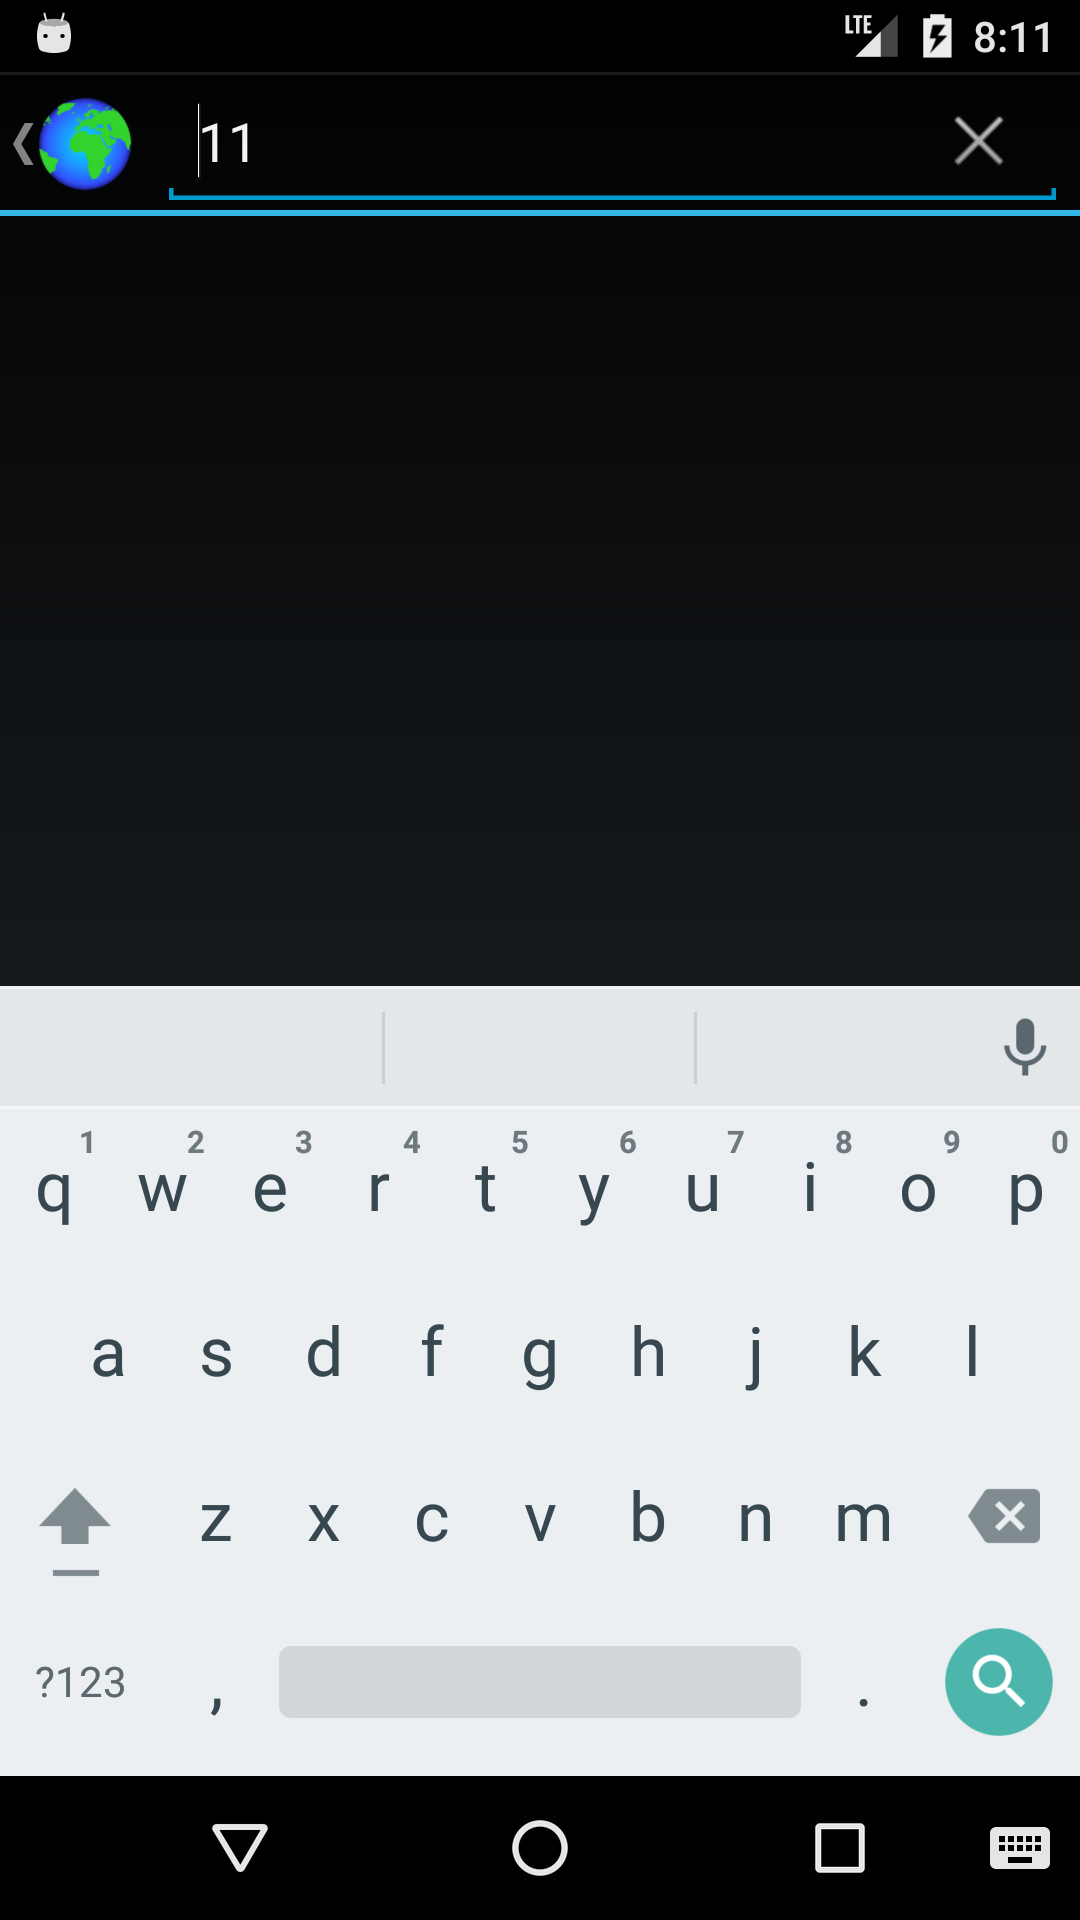 LTE 8:11
11
1 2 3 4 5 6 7 8 9 0
q w e r t y u i o p
a s d f g h j k l
z x c v b n m
?123 , .